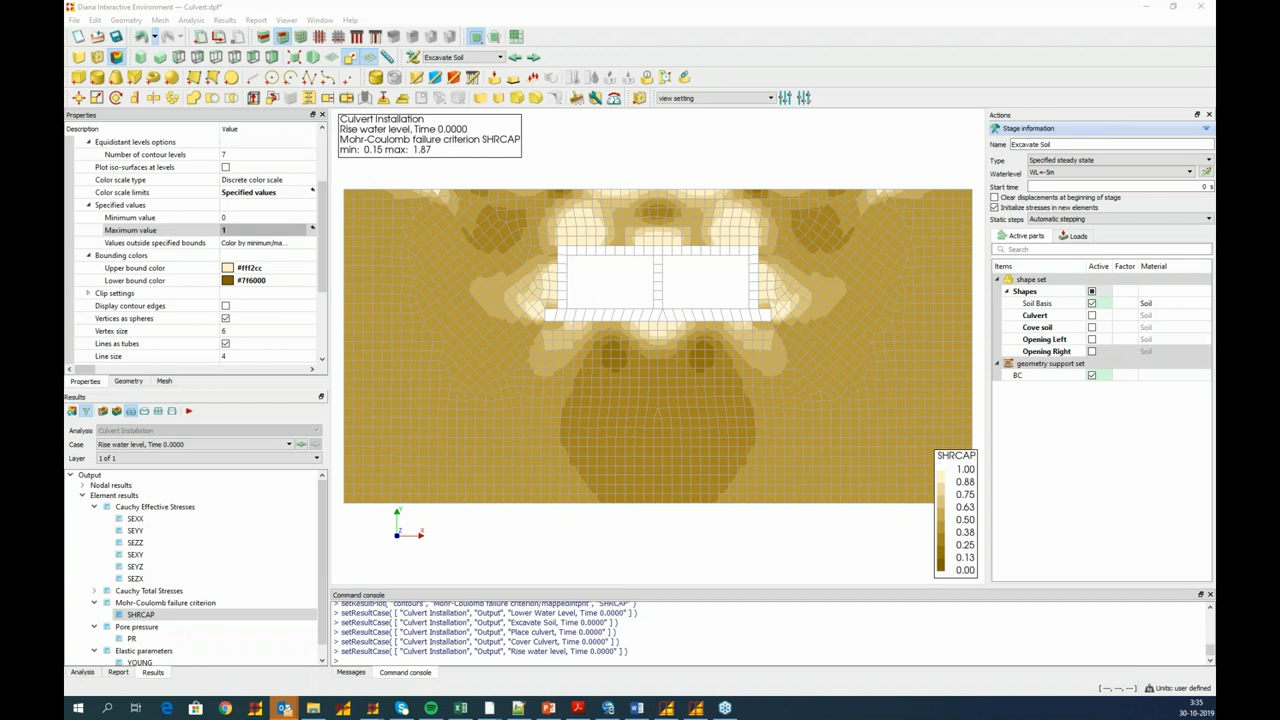 Diana Interactive Environment — Culvert.dpf*
File Edit Geometry Mesh Analysis Results Report Viewer Window Help
Excavate Soil
view setting
Properties
Description Value
Equidistant levels options
Number of contour levels 7
Plot iso-surfaces at levels
Color scale type Discrete color scale
Color scale limits Specified values
Specified values
Minimum value 0
Maximum value 1
Values outside specified bounds Color by minimum/ma...
Bounding colors
Upper bound color #fff2cc
Lower bound color #7f6000
Clip settings
Display contour edges
Vertices as spheres
Vertex size 6
Lines as tubes
Line size 4
Properties Geometry Mesh
Results
Analysis Culvert Installation
Case Rise water level, Time 0.0000
Layer 1 of 1
Output
Nodal results
Element results
Cauchy Effective Stresses
SEXX
SEYY
SEZZ
SEXY
SEYZ
SEZX
Cauchy Total Stresses
Mohr-Coulomb failure criterion
SHRCAP
Pore pressure
PR
Elastic parameters
YOUNG
Analysis Report Results
Culvert Installation
Rise water level, Time 0.0000
Mohr-Coulomb failure criterion SHRCAP
min: 0.15 max: 1.87
Y
Z X
SHRCAP
1.00
0.88
0.75
0.63
0.50
0.38
0.25
0.13
0.00
Command console
> setResultPlot( "contours", "Mohr-Coulomb failure criterion/mappedintpnt", "SHRCAP" )
> setResultCase( [ "Culvert Installation", "Output", "Lower Water Level, Time 0.0000" ] )
> setResultCase( [ "Culvert Installation", "Output", "Excavate Soil, Time 0.0000" ] )
> setResultCase( [ "Culvert Installation", "Output", "Place culvert, Time 0.0000" ] )
> setResultCase( [ "Culvert Installation", "Output", "Cover Culvert, Time 0.0000" ] )
> setResultCase( [ "Culvert Installation", "Output", "Rise water level, Time 0.0000" ] )
>
Messages Command console
Actions
Stage information
Name Excavate Soil
Type Specified steady state
Waterlevel WL=-5m
Start time 0 s
Clear displacements at beginning of stage
Initialize stresses in new elements
Static steps Automatic stepping
Active parts Loads
Search
Items Active Factor Material
shape set
Shapes
Soil Basis Soil
Culvert Soil
Cove soil Soil
Opening Left Soil
Opening Right Soil
geometry support set
BC
[ ---, ---, --- ] Units: user defined
3:35
30-10-2019